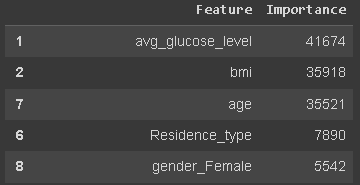 Feature Importance
1 avg_glucose_level 41674
2 bmi 35918
7 age 35521
6 Residence_type 7890
8 gender_Female 5542